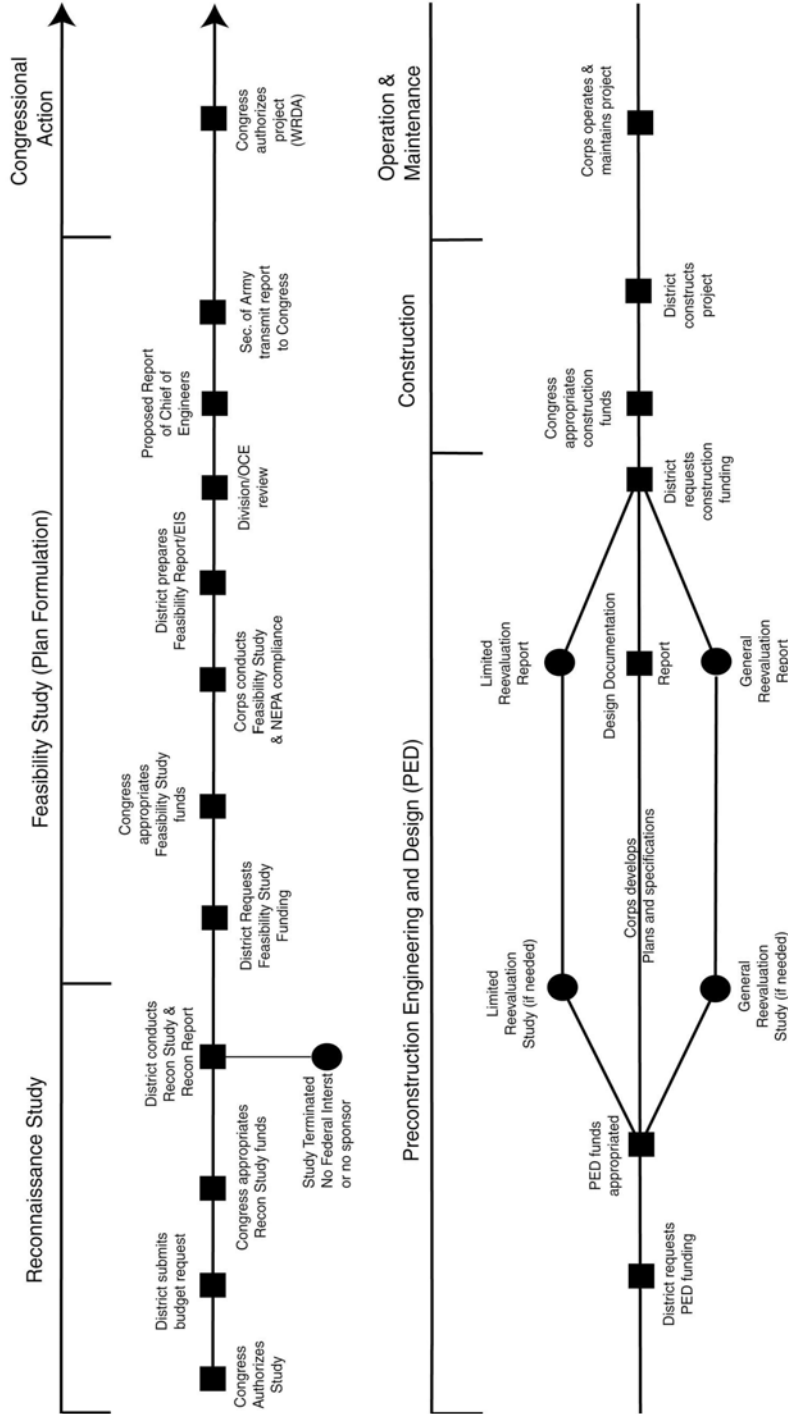 Reconnaissance Study
Feasibility Study (Plan Formulation)
Congressional
Action
Congress
Authorizes
Study
District submits
budget request
Congress appropriates
Recon Study funds
District conducts
Recon Study &
Recon Report
Study Terminated
No Federal Interst
or no sponsor
District Requests
Feasibility Study
Funding
Congress
appropriates
Feasibility Study
funds
Corps conducts
Feasibility Study
& NEPA compliance
District prepares
Feasibility Report/EIS
Division/OCE
review
Proposed Report
of Chief of
Engineers
Sec. of Army
transmit report
to Congress
Congress
authorizes
project
(WRDA)
Preconstruction Engineering and Design (PED)
Construction
Operation &
Maintenance
District requests
PED funding
PED funds
appropriated
Limited
Reevaluation
Study (if needed)
Corps develops
Plans and specifications
General
Reevaluation
Study (if needed)
Limited
Reevaluation
Report
Design Documentation
Report
General
Reevaluation
Report
District requests
construction
funding
Congress
appropriates
construction
funds
District
constructs
project
Corps operates &
maintains project